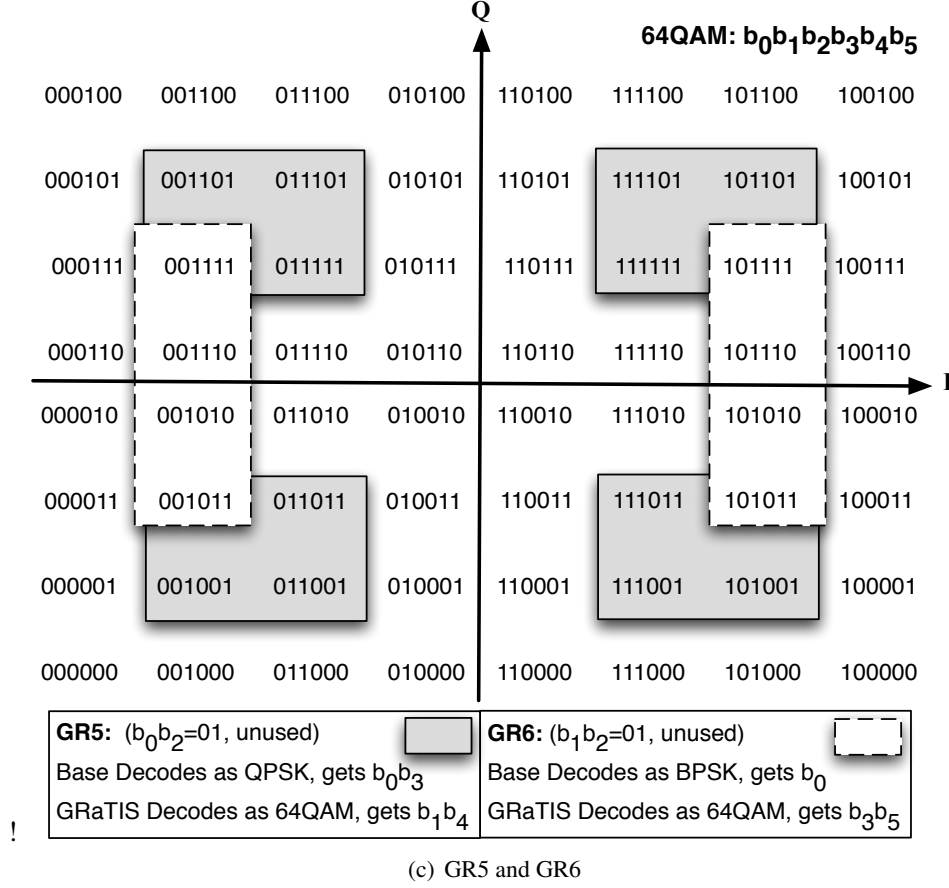 Q
64QAM: b0b1b2b3b4b5
000100 001100 011100 010100 110100 111100 101100 100100
000101 001101 011101 010101 110101 111101 101101 100101
000111 001111 011111 010111 110111 111111 101111 100111
000110 001110 011110 010110 110110 111110 101110 100110
I
000010 001010 011010 010010 110010 111010 101010 100010
000011 001011 011011 010011 110011 111011 101011 100011
000001 001001 011001 010001 110001 111001 101001 100001
000000 001000 011000 010000 110000 111000 101000 100000
GR5: (b0b2=01, unused)
Base Decodes as QPSK, gets b0b3
GRaTIS Decodes as 64QAM, gets b1b4
GR6: (b1b2=01, unused)
Base Decodes as BPSK, gets b0
GRaTIS Decodes as 64QAM, gets b3b5
!
(c) GR5 and GR6